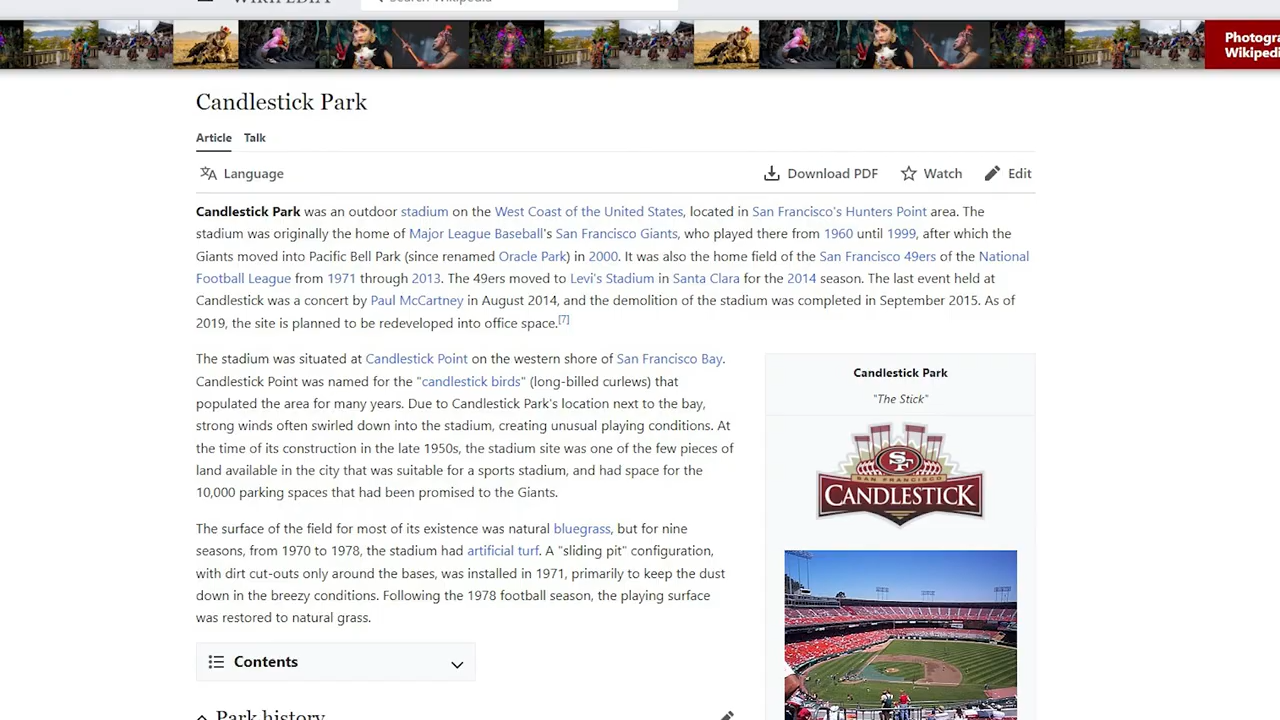 WIKIPEDIA
Search Wikipedia
Photogra
Wikipedi
Candlestick Park
Article Talk
Language Download PDF Watch Edit
Candlestick Park was an outdoor stadium on the West Coast of the United States, located in San Francisco's Hunters Point area. The
stadium was originally the home of Major League Baseball's San Francisco Giants, who played there from 1960 until 1999, after which the
Giants moved into Pacific Bell Park (since renamed Oracle Park) in 2000. It was also the home field of the San Francisco 49ers of the National
Football League from 1971 through 2013. The 49ers moved to Levi's Stadium in Santa Clara for the 2014 season. The last event held at
Candlestick was a concert by Paul McCartney in August 2014, and the demolition of the stadium was completed in September 2015. As of
2019, the site is planned to be redeveloped into office space.[7]
The stadium was situated at Candlestick Point on the western shore of San Francisco Bay.
Candlestick Point was named for the "candlestick birds" (long-billed curlews) that
populated the area for many years. Due to Candlestick Park's location next to the bay,
strong winds often swirled down into the stadium, creating unusual playing conditions. At
the time of its construction in the late 1950s, the stadium site was one of the few pieces of
land available in the city that was suitable for a sports stadium, and had space for the
10,000 parking spaces that had been promised to the Giants.
The surface of the field for most of its existence was natural bluegrass, but for nine
seasons, from 1970 to 1978, the stadium had artificial turf. A "sliding pit" configuration,
with dirt cut-outs only around the bases, was installed in 1971, primarily to keep the dust
down in the breezy conditions. Following the 1978 football season, the playing surface
was restored to natural grass.
Contents
Park history
Candlestick Park
"The Stick"
SF
SAN FRANCISCO
CANDLESTICK